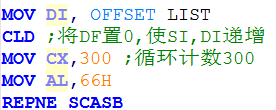 MOV DI, OFFSET LIST
CLD ;将DF置0,使SI,DI递增
MOV CX,300 ;循环计数300
MOV AL,66H
REPNE SCASB